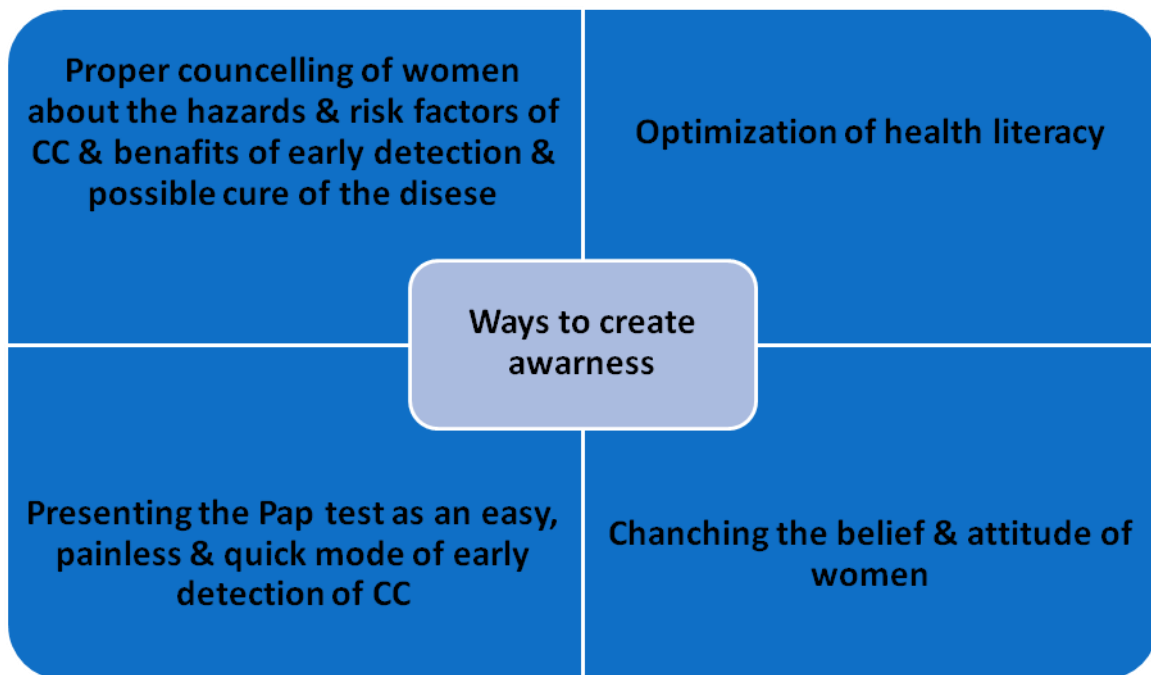 Proper councelling of women
about the hazards & risk factors of
CC & benafits of early detection &
possible cure of the disese
Optimization of health literacy
Ways to create
awarness
Presenting the Pap test as an easy,
painless & quick mode of early
detection of CC
Chanching the belief & attitude of
women